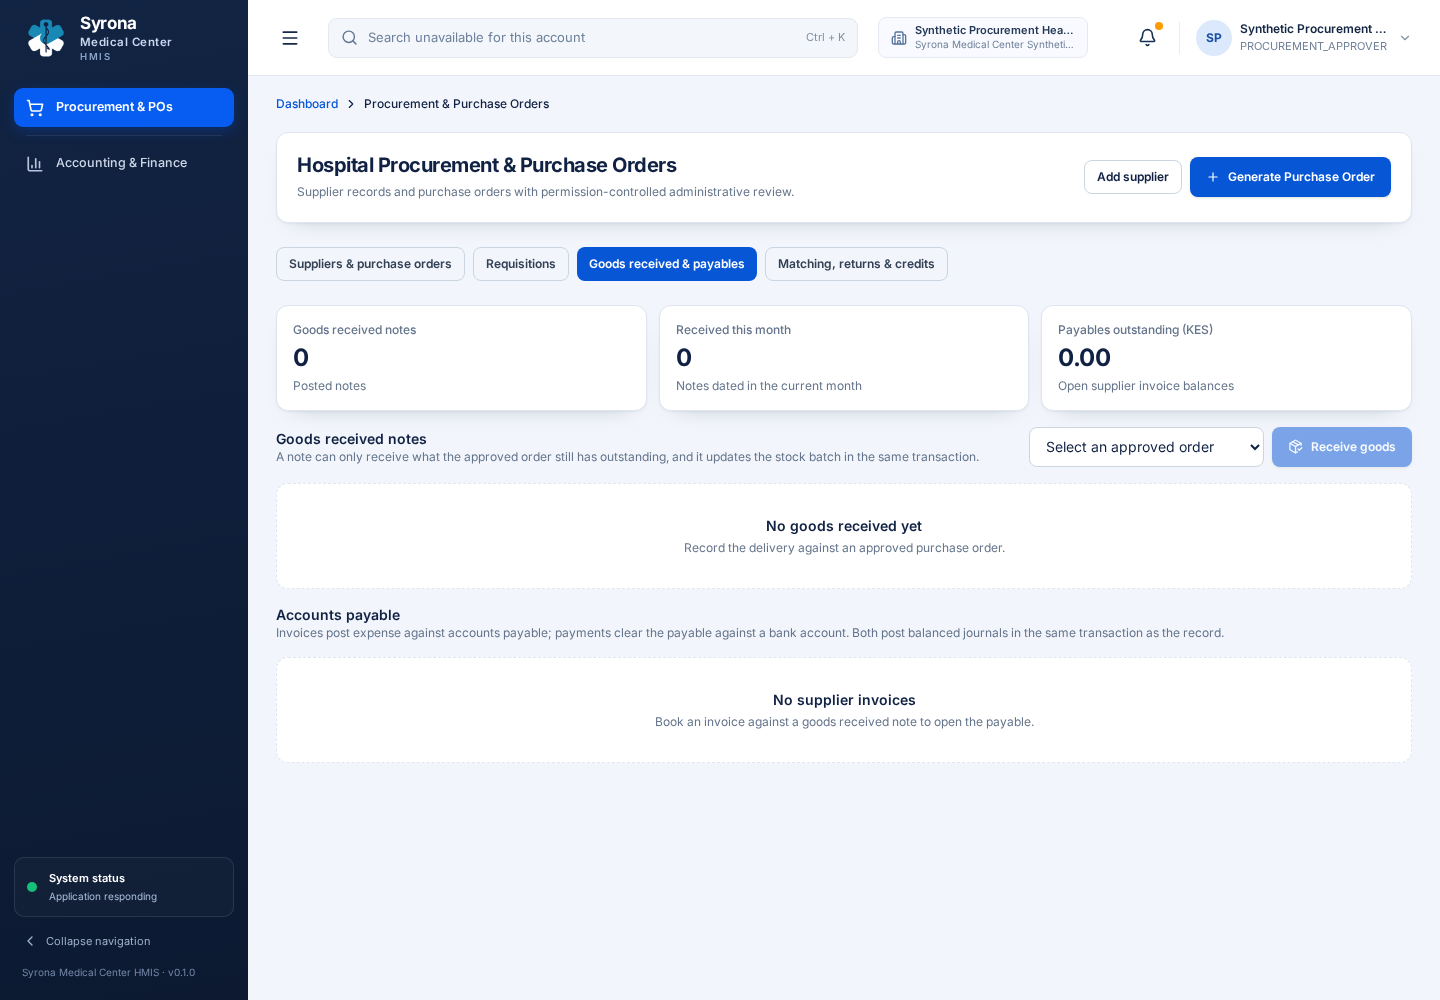 Syrona
Medical Center
HMIS
Procurement & POs
Accounting & Finance
System status
Application responding
Collapse navigation
Syrona Medical Center HMIS · v0.1.0
Search unavailable for this account
Ctrl + K
Synthetic Procurement Hea...
Syrona Medical Center Syntheti...
SP
Synthetic Procurement ...
PROCUREMENT_APPROVER
Dashboard
Procurement & Purchase Orders
Hospital Procurement & Purchase Orders
Supplier records and purchase orders with permission-controlled administrative review.
Add supplier
Generate Purchase Order
Suppliers & purchase orders
Requisitions
Goods received & payables
Matching, returns & credits
Goods received notes
0
Posted notes
Received this month
0
Notes dated in the current month
Payables outstanding (KES)
0.00
Open supplier invoice balances
Goods received notes
A note can only receive what the approved order still has outstanding, and it updates the stock batch in the same transaction.
Select an approved order
Receive goods
No goods received yet
Record the delivery against an approved purchase order.
Accounts payable
Invoices post expense against accounts payable; payments clear the payable against a bank account. Both post balanced journals in the same transaction as the record.
No supplier invoices
Book an invoice against a goods received note to open the payable.